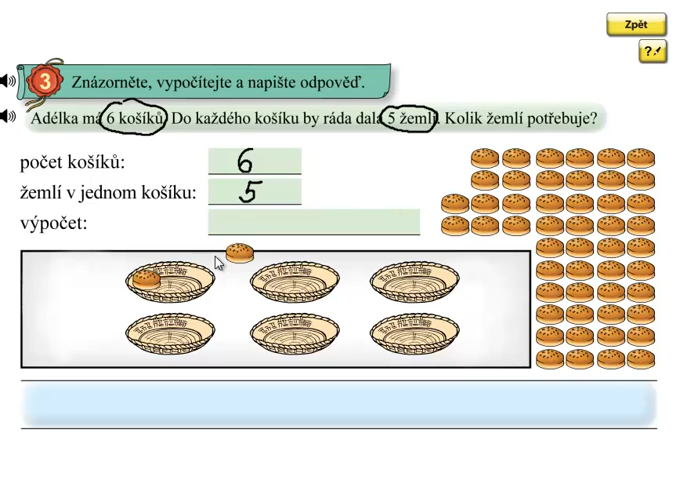 Zpět
?
3 Znázorněte, vypočítejte a napište odpověď.
Adélka má 6 košíků. Do každého košíku by ráda dala 5 žemlí. Kolik žemlí potřebuje?
počet košíků: 6
žemlí v jednom košíku: 5
výpočet: